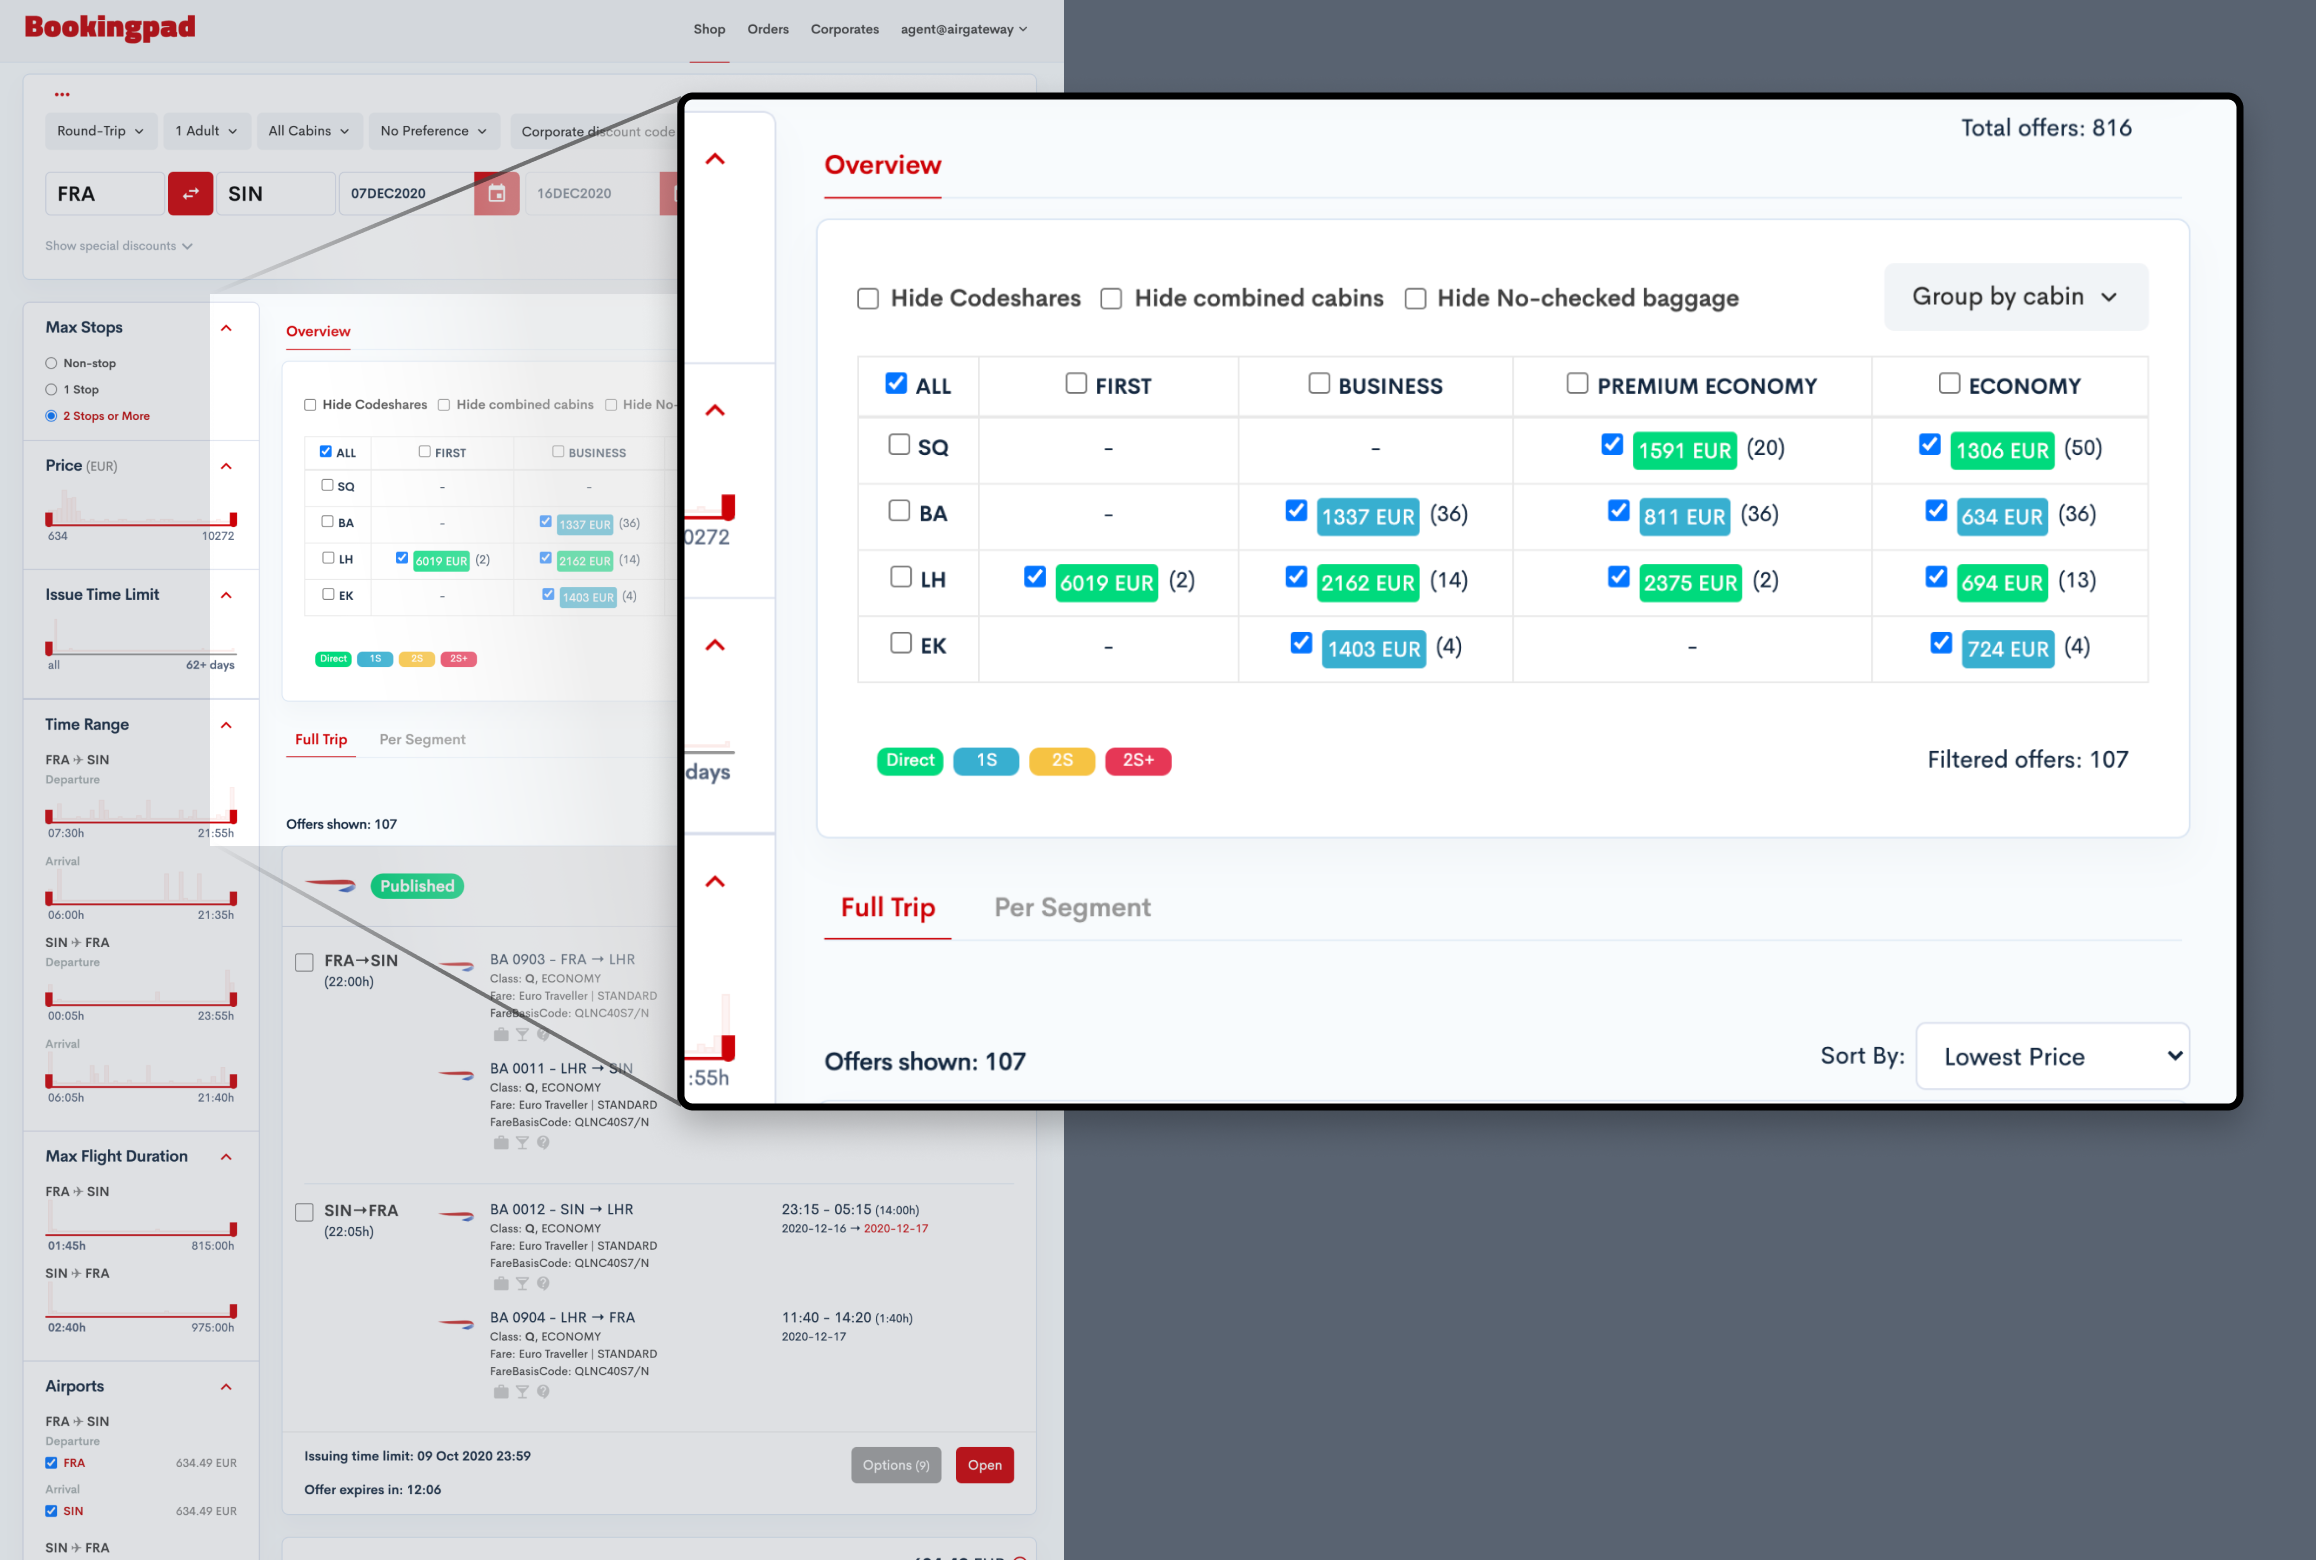 Bookingpad
Shop Orders Corporates agent@airgateway
Round-Trip 1 Adult All Cabins No Preference Corporate discount code
FRA SIN 07DEC2020 16DEC2020
Show special discounts
Max Stops
Non-stop
1 Stop
2 Stops or More
Price (EUR)
634 10272
Issue Time Limit
all 62+ days
Time Range
FRA SIN
Departure
07:30h 21:55h
Arrival
06:00h 21:35h
SIN FRA
Departure
00:05h 23:55h
Arrival
06:05h 21:40h
Max Flight Duration
FRA SIN
01:45h 815:00h
SIN FRA
02:40h 975:00h
Airports
FRA SIN
Departure
FRA 634.49 EUR
Arrival
SIN 634.49 EUR
SIN FRA
Overview
Hide Codeshares Hide combined cabins Hide No-
ALL FIRST BUSINESS
SQ - -
BA - 1337 EUR (36)
LH 6019 EUR (2) 2162 EUR (14)
EK - 1403 EUR (4)
Direct 1S 2S 2S+
Full Trip Per Segment
Offers shown: 107
Published
FRA→SIN
(22:00h)
BA 0903 - FRA → LHR
Class: Q, ECONOMY
Fare: Euro Traveller | STANDARD
FareBasisCode: QLNC40S7/N
BA 0011 - LHR → SIN
Class: Q, ECONOMY
Fare: Euro Traveller | STANDARD
FareBasisCode: QLNC40S7/N
SIN→FRA
(22:05h)
BA 0012 - SIN → LHR 23:15 - 05:15 (14:00h)
Class: Q, ECONOMY 2020-12-16 → 2020-12-17
Fare: Euro Traveller | STANDARD
FareBasisCode: QLNC40S7/N
BA 0904 - LHR → FRA 11:40 - 14:20 (1:40h)
Class: Q, ECONOMY 2020-12-17
Fare: Euro Traveller | STANDARD
FareBasisCode: QLNC40S7/N
Issuing time limit: 09 Oct 2020 23:59
Offer expires in: 12:06
Options (9) Open
Total offers: 816
Overview
Hide Codeshares Hide combined cabins Hide No-checked baggage Group by cabin
ALL FIRST BUSINESS PREMIUM ECONOMY ECONOMY
SQ - - 1591 EUR (20) 1306 EUR (50)
BA - 1337 EUR (36) 811 EUR (36) 634 EUR (36)
LH 6019 EUR (2) 2162 EUR (14) 2375 EUR (2) 694 EUR (13)
EK - 1403 EUR (4) - 724 EUR (4)
Direct 1S 2S 2S+ Filtered offers: 107
0272
days
:55h
Full Trip Per Segment
Offers shown: 107 Sort By: Lowest Price